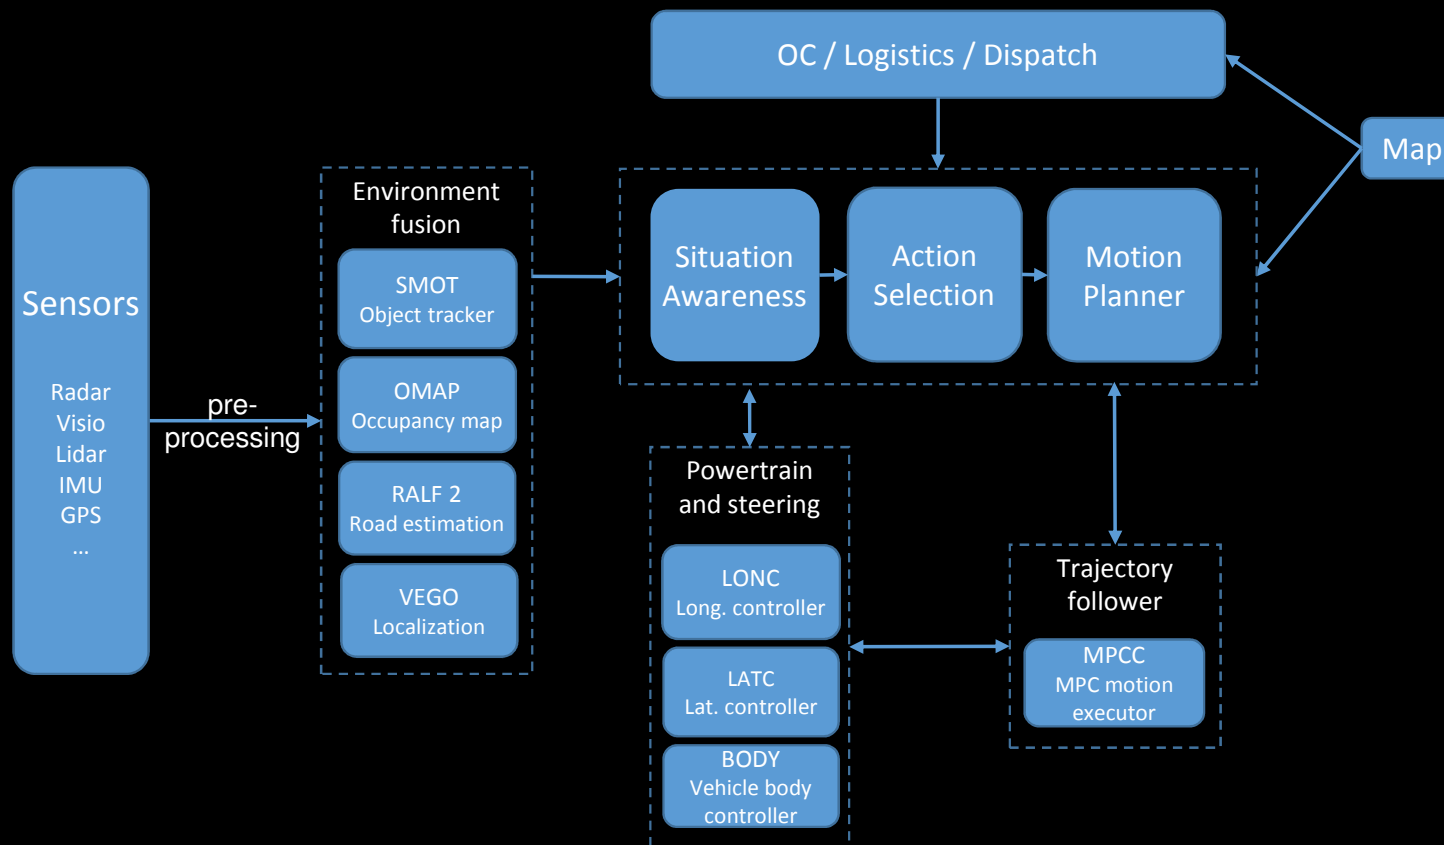 OC / Logistics / Dispatch
Map
Sensors
Radar
Visio
Lidar
IMU
GPS
...
pre-
processing
Environment
fusion
SMOT
Object tracker
OMAP
Occupancy map
RALF 2
Road estimation
VEGO
Localization
Situation
Awareness
Action
Selection
Motion
Planner
Powertrain
and steering
LONC
Long. controller
LATC
Lat. controller
BODY
Vehicle body
controller
Trajectory
follower
MPCC
MPC motion
executor